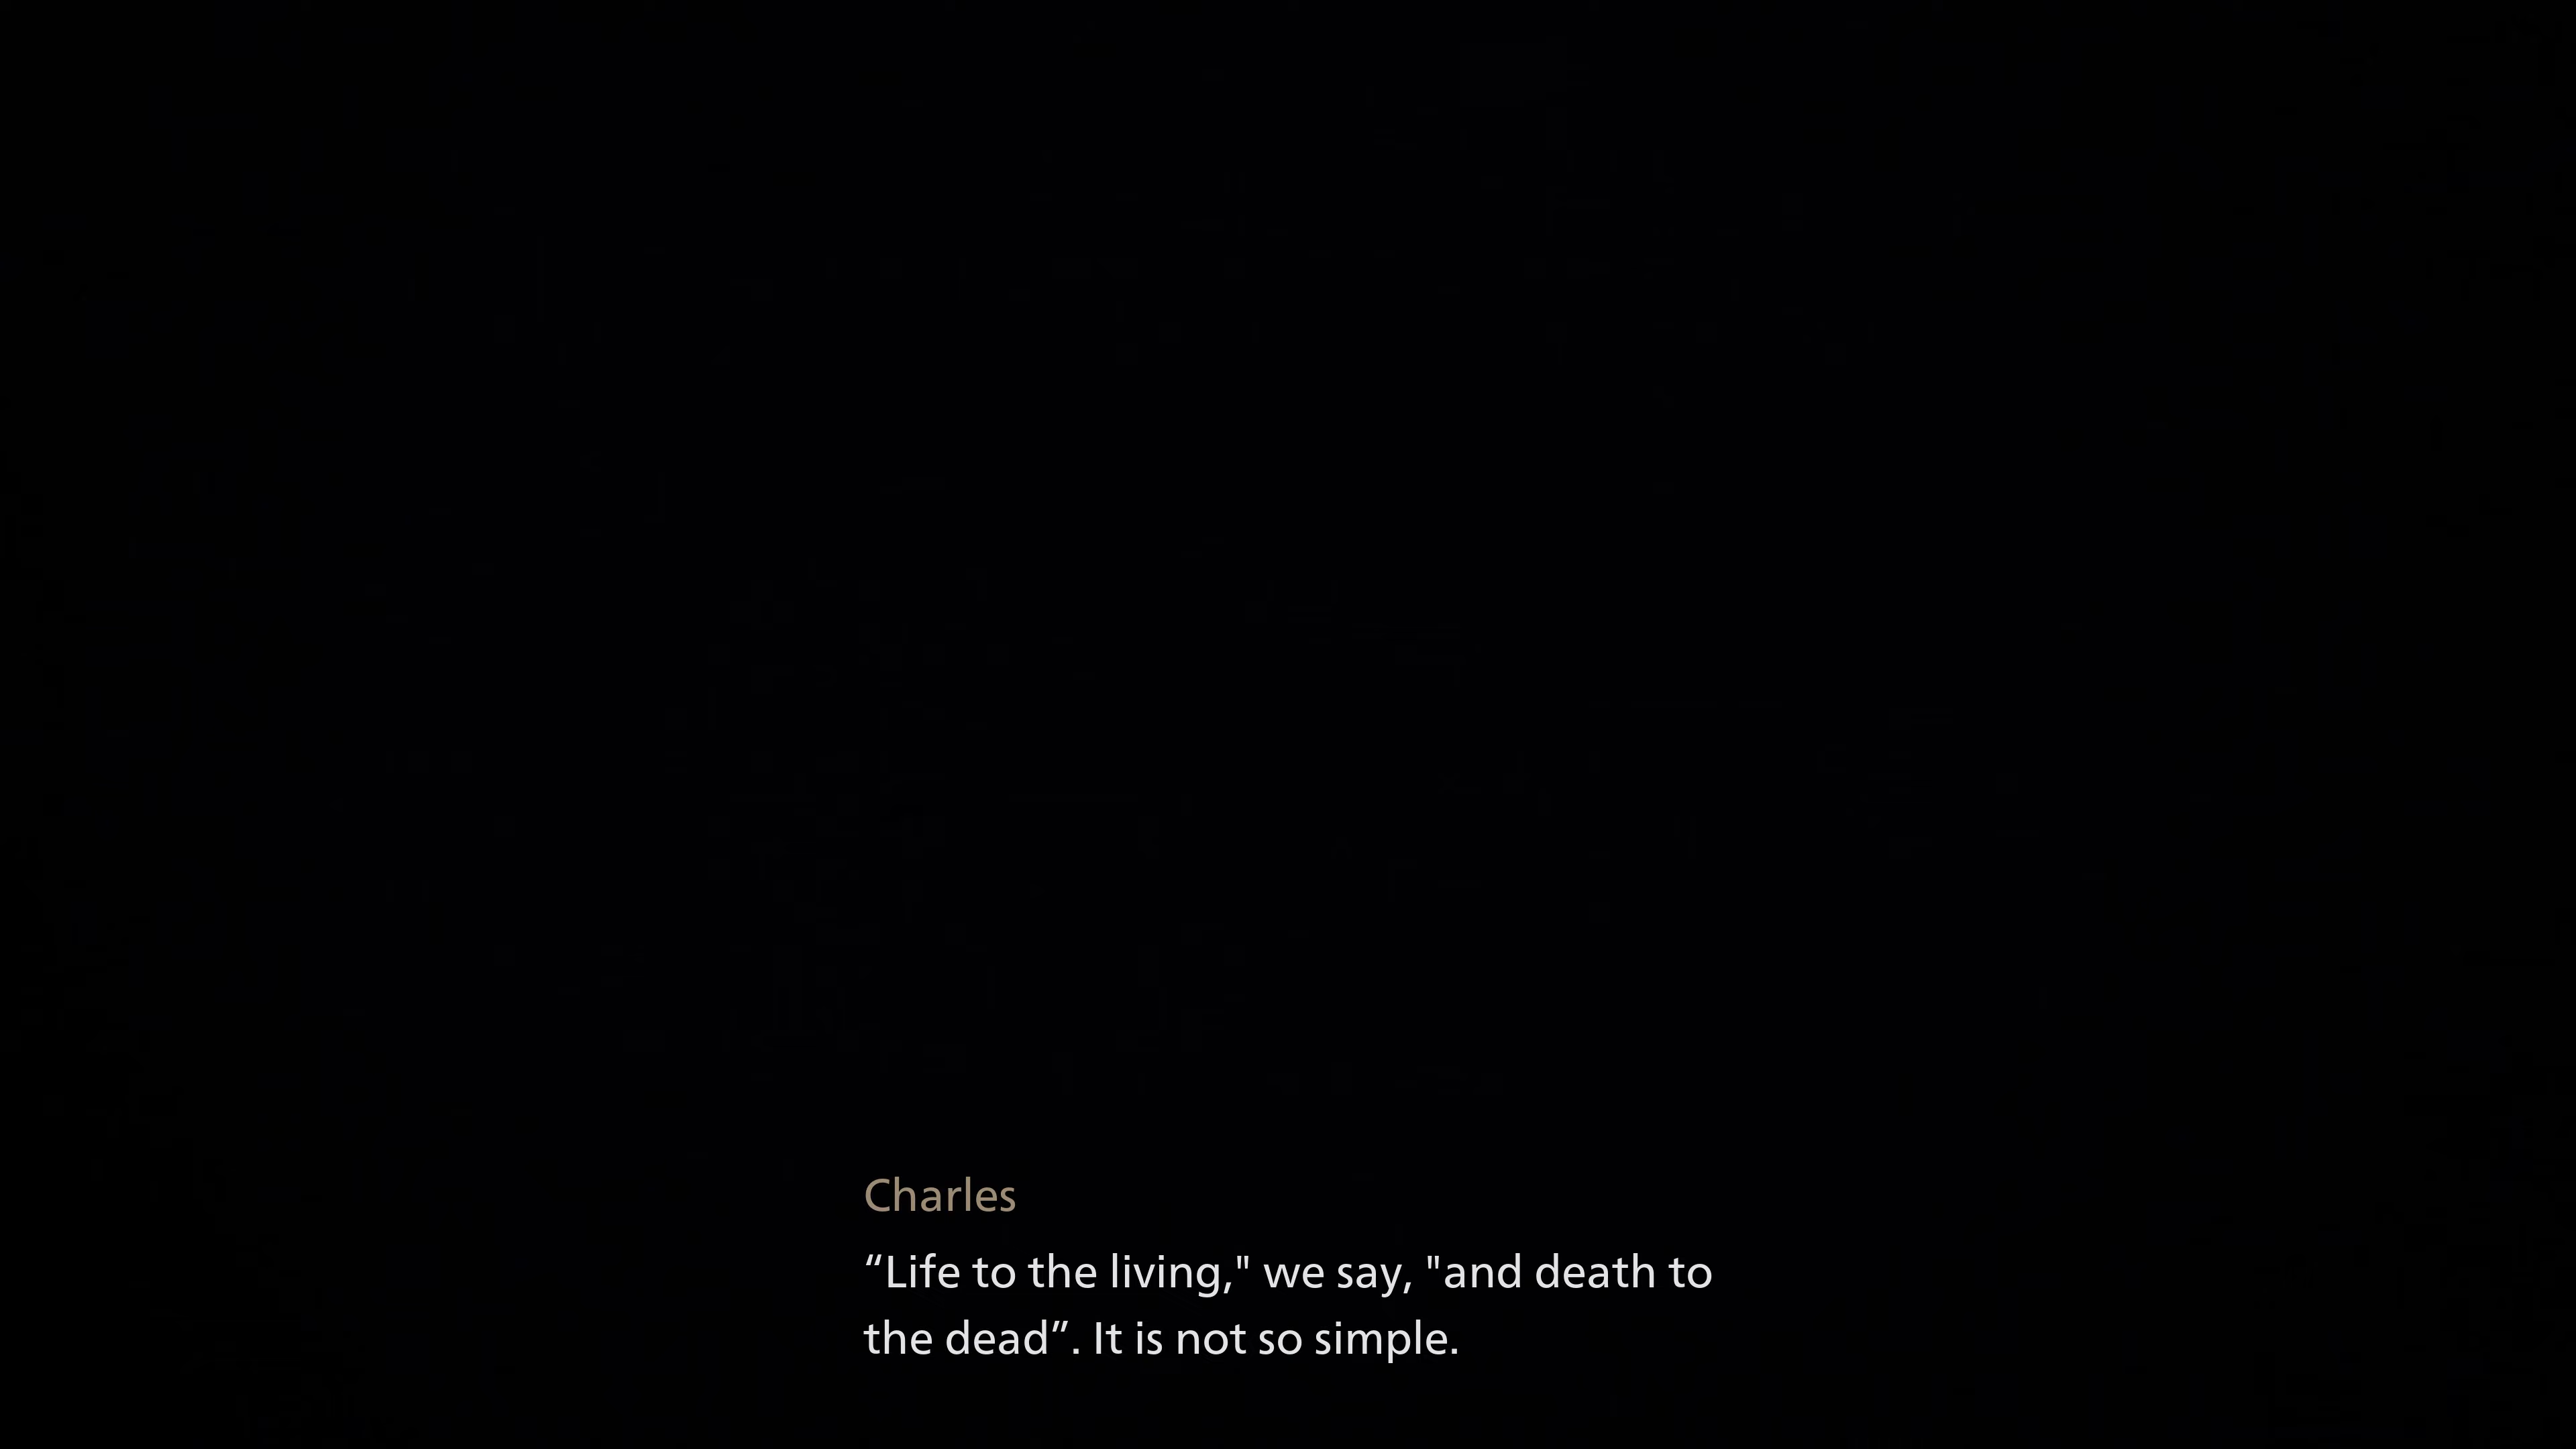 Charles
“Life to the living," we say, "and death to
the dead”. It is not so simple.